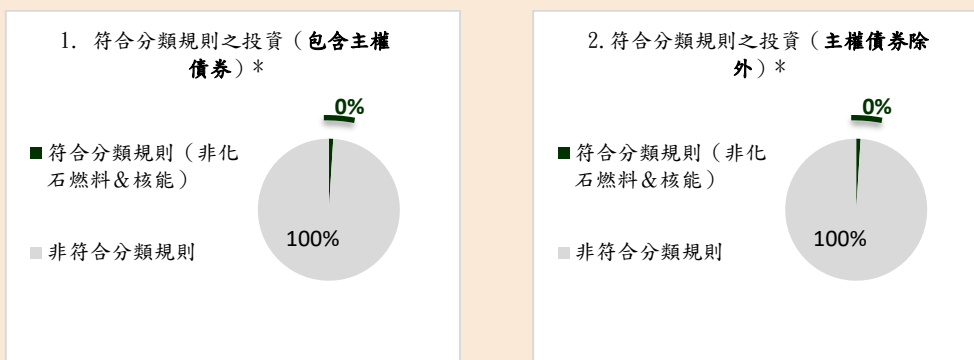 1. 符合分類規則之投資（包含主權
債券）*
0%
■ 符合分類規則（非化
石燃料&核能）
■ 非符合分類規則
100%
2.符合分類規則之投資（主權債券除
外）*
0%
■ 符合分類規則（非化
石燃料&核能）
■ 非符合分類規則
100%